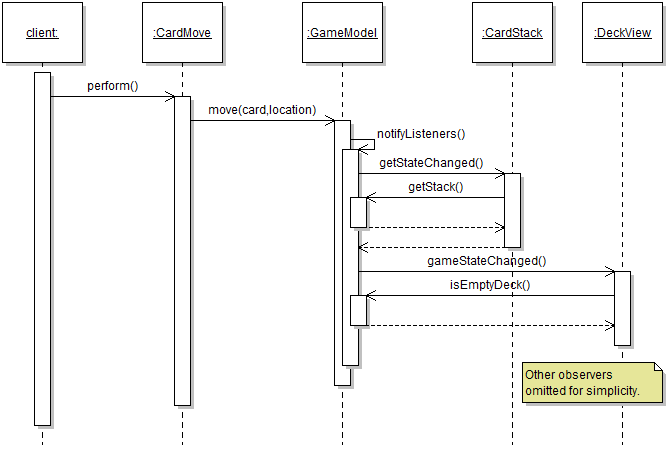 client:
:CardMove
:GameModel
:CardStack
:DeckView
perform()
move(card,location)
notifyListeners()
getStateChanged()
getStack()
gameStateChanged()
isEmptyDeck()
Other observers
omitted for simplicity.